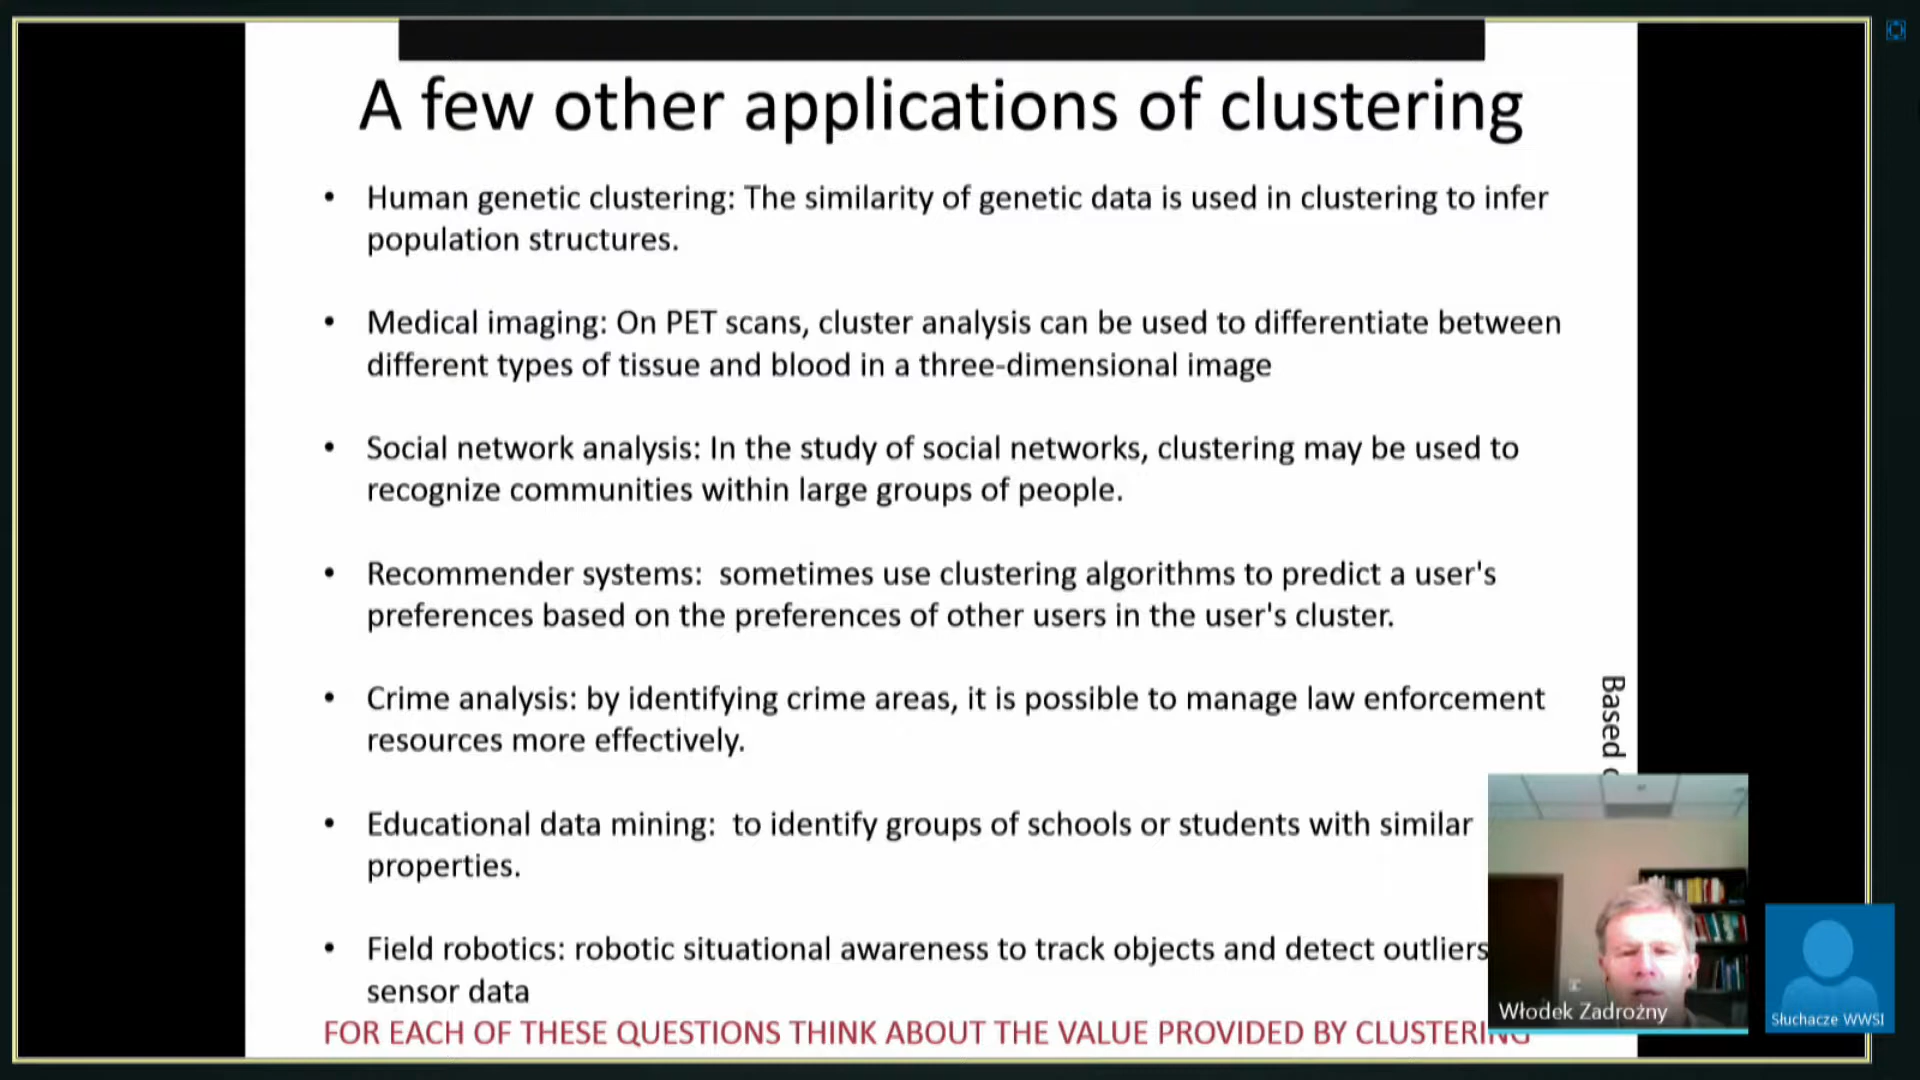 A few other applications of clustering
• Human genetic clustering: The similarity of genetic data is used in clustering to infer
population structures.
• Medical imaging: On PET scans, cluster analysis can be used to differentiate between
different types of tissue and blood in a three-dimensional image
• Social network analysis: In the study of social networks, clustering may be used to
recognize communities within large groups of people.
• Recommender systems:  sometimes use clustering algorithms to predict a user's
preferences based on the preferences of other users in the user's cluster.
• Crime analysis: by identifying crime areas, it is possible to manage law enforcement
resources more effectively.
• Educational data mining:  to identify groups of schools or students with similar
properties.
• Field robotics: robotic situational awareness to track objects and detect outliers
sensor data
FOR EACH OF THESE QUESTIONS THINK ABOUT THE VALUE PROVIDED BY CLUSTERING
Based
Włodek Zadrożny
Słuchacze WWSI